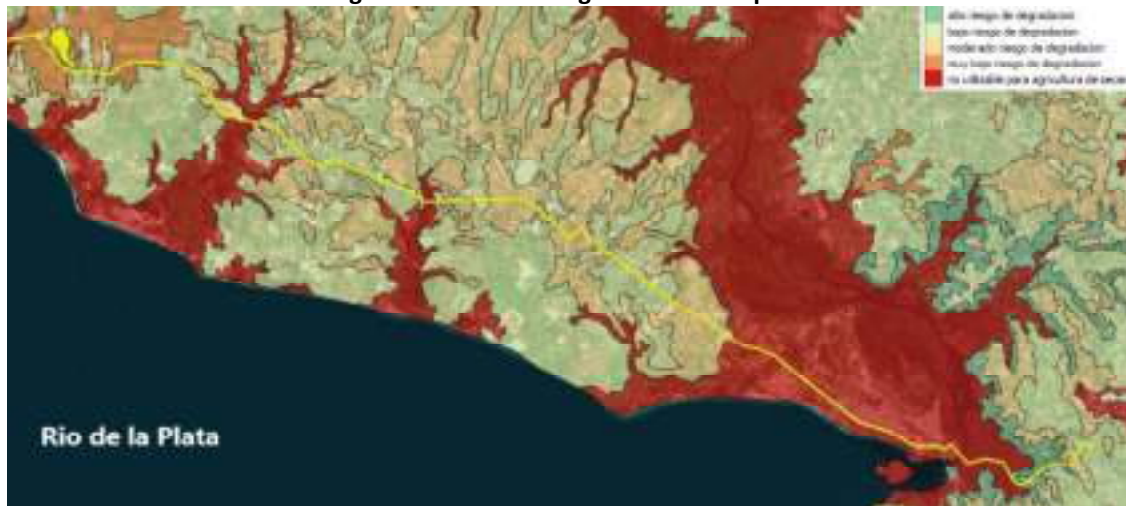 alto riesgo de degradacion
bajo riesgo de degradacion
moderado riesgo de degradacion
muy bajo riesgo de degradacion
no utilizable para agricultura de seca
Rio de la Plata